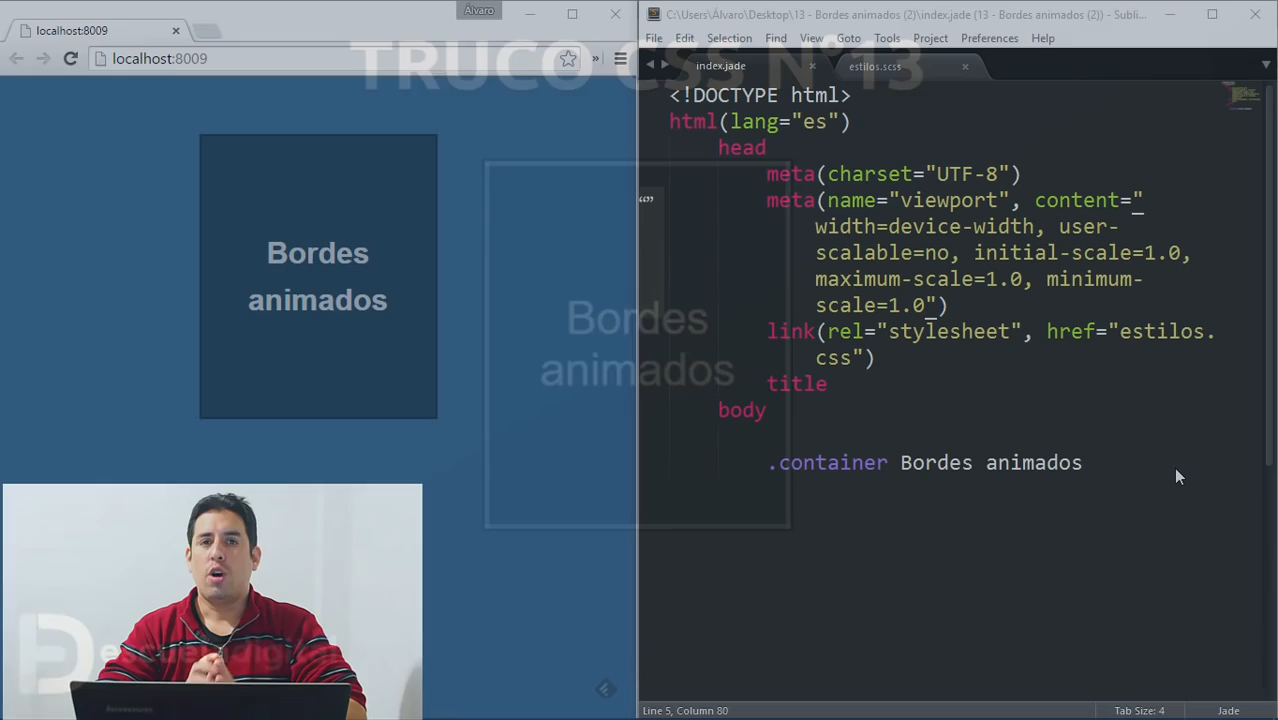 Álvaro
localhost:8009
localhost:8009
TRUCO CSS N°13
Bordes
animados
Bordes
animados
escueladigital
C:\Users\Álvaro\Desktop\13 - Bordes animados (2)\index.jade (13 - Bordes animados (2)) - Subli...
File Edit Selection Find View Goto Tools Project Preferences Help
index.jade
estilos.scss
<!DOCTYPE html>
html(lang="es")
head
meta(charset="UTF-8")
meta(name="viewport", content="
width=device-width, user-
scalable=no, initial-scale=1.0,
maximum-scale=1.0, minimum-
scale=1.0")
link(rel="stylesheet", href="estilos.
css")
title
body
.container Bordes animados
“”
Line 5, Column 80
Tab Size: 4
Jade